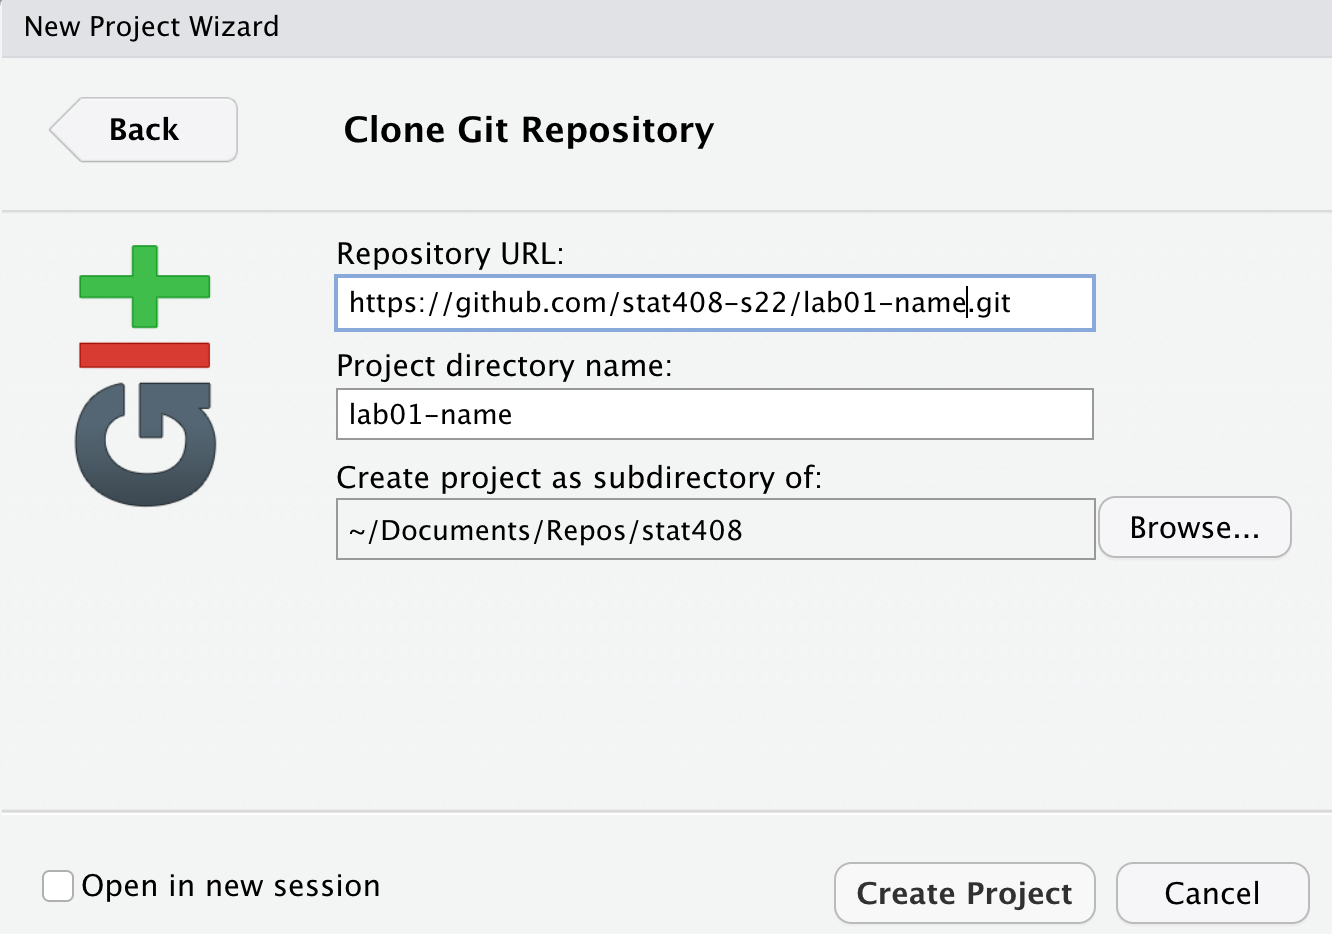 New Project Wizard
Back
Clone Git Repository
GIT
Repository URL:
https://github.com/stat408-s22/lab01-name.git
Project directory name:
lab01-name
Create project as subdirectory of:
~/Documents/Repos/stat408
Browse...
Open in new session
Create Project
Cancel